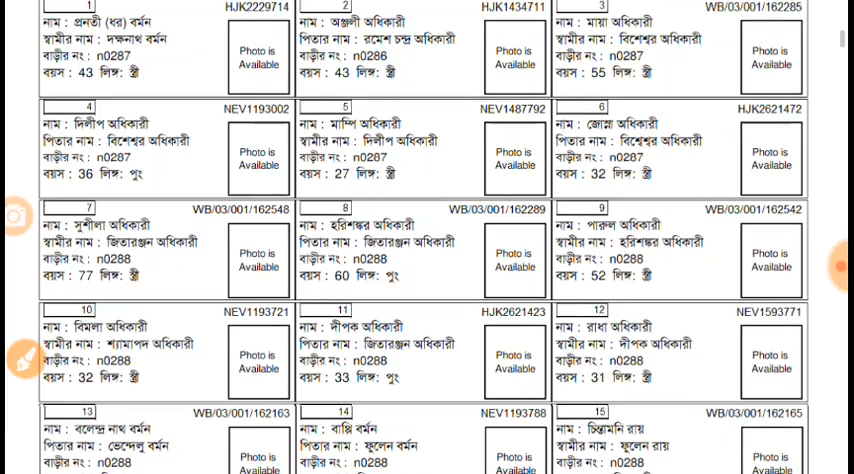 1 HJK2229714
নাম : প্রনতী (ধর) বর্মন
স্বামীর নাম : দক্ষনাথ বর্মন
বাড়ীর নং : n0287
বয়স : 43 লিঙ্গ: স্ত্রী
Photo is
Available
2 HJK1434711
নাম : অঞ্জলী অধিকারী
পিতার নাম : রমেশ চন্দ্র অধিকারী
বাড়ীর নং : n0286
বয়স : 43 লিঙ্গ: স্ত্রী
Photo is
Available
3 WB/03/001/162285
নাম : মায়া অধিকারী
স্বামীর নাম : বিশেশ্বর অধিকারী
বাড়ীর নং : n0287
বয়স : 55 লিঙ্গ: স্ত্রী
Photo is
Available
4 NEV1193002
নাম : দিলীপ অধিকারী
পিতার নাম : বিশেশ্বর অধিকারী
বাড়ীর নং : n0287
বয়স : 36 লিঙ্গ: পুং
Photo is
Available
5 NEV1487792
নাম : মাম্পি অধিকারী
স্বামীর নাম : দিলীপ অধিকারী
বাড়ীর নং : n0287
বয়স : 27 লিঙ্গ: স্ত্রী
Photo is
Available
6 HJK2621472
নাম : জোস্না অধিকারী
পিতার নাম : বিশ্বেশ্বর অধিকারী
বাড়ীর নং : n0287
বয়স : 32 লিঙ্গ: স্ত্রী
Photo is
Available
7 WB/03/001/162548
নাম : সুশীলা অধিকারী
স্বামীর নাম : জিতারঞ্জন অধিকারী
বাড়ীর নং : n0288
বয়স : 77 লিঙ্গ: স্ত্রী
Photo is
Available
8 WB/03/001/162289
নাম : হরিশঙ্কর অধিকারী
পিতার নাম : জিতারঞ্জন অধিকারী
বাড়ীর নং : n0288
বয়স : 60 লিঙ্গ: পুং
Photo is
Available
9 WB/03/001/162542
নাম : পারুল অধিকারী
স্বামীর নাম : হরিশঙ্কর অধিকারী
বাড়ীর নং : n0288
বয়স : 52 লিঙ্গ: স্ত্রী
Photo is
Available
10 NEV1193721
নাম : বিমলা অধিকারী
স্বামীর নাম : শ্যামাপদ অধিকারী
বাড়ীর নং : n0288
বয়স : 32 লিঙ্গ: স্ত্রী
Photo is
Available
11 HJK2621423
নাম : দীপক অধিকারী
পিতার নাম : জিতারঞ্জন অধিকারী
বাড়ীর নং : n0288
বয়স : 33 লিঙ্গ: পুং
Photo is
Available
12 NEV1593771
নাম : রাধা অধিকারী
স্বামীর নাম : দীপক অধিকারী
বাড়ীর নং : n0288
বয়স : 31 লিঙ্গ: স্ত্রী
Photo is
Available
13 WB/03/001/162163
নাম : বলেন্দ্র নাথ বর্মন
পিতার নাম : ভেন্দেলু বর্মন
বাড়ীর নং : n0288
Photo is
Available
14 NEV1193788
নাম : বাপ্পি বর্মন
পিতার নাম : ফুলেন বর্মন
বাড়ীর নং : n0288
Photo is
Available
15 WB/03/001/162165
নাম : চিন্তামনি রায়
স্বামীর নাম : ফুলেন রায়
বাড়ীর নং : n0288
Photo is
Available